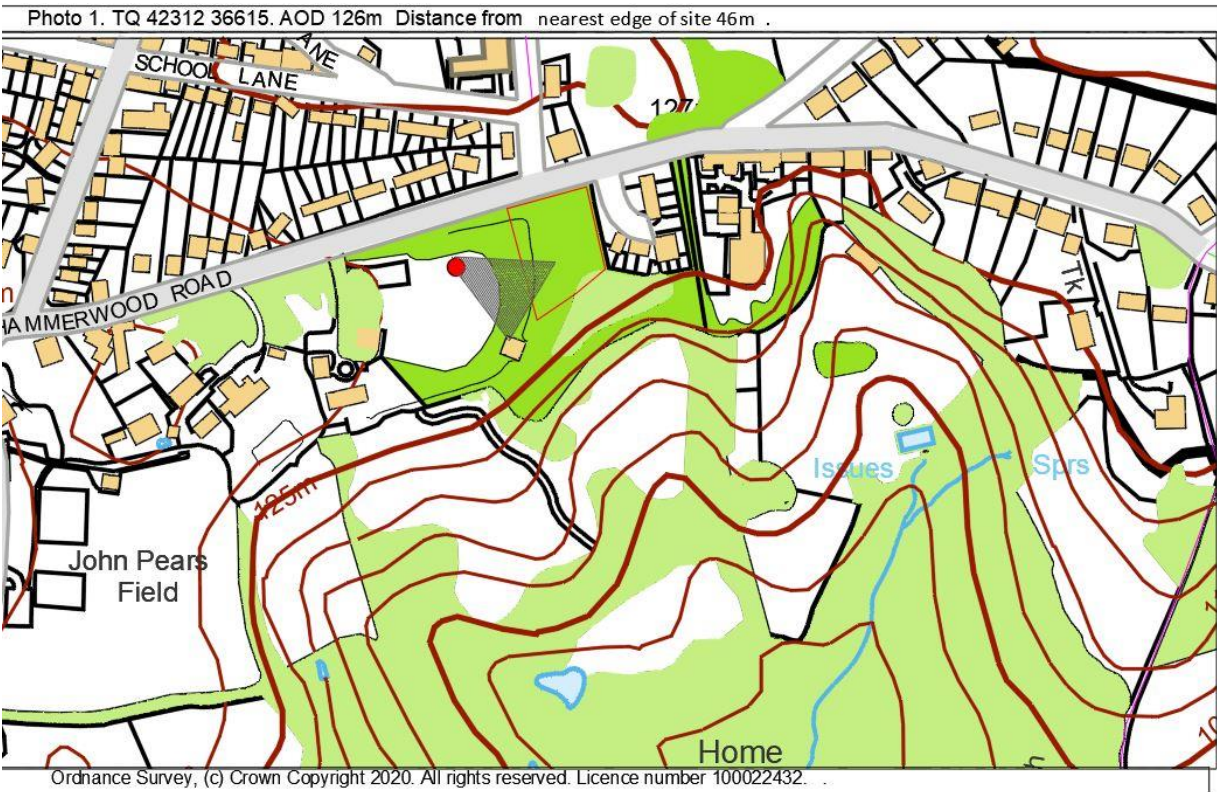 Photo 1. TQ 42312 36615. AOD 126m Distance from nearest edge of site 46m .
SCHOOL LANE
LANE
127
HAMMERWOOD ROAD
Tk
Issues
Sprs
125m
John Pears
Field
Home
Ordnance Survey, (c) Crown Copyright 2020. All rights reserved. Licence number 100022432. .